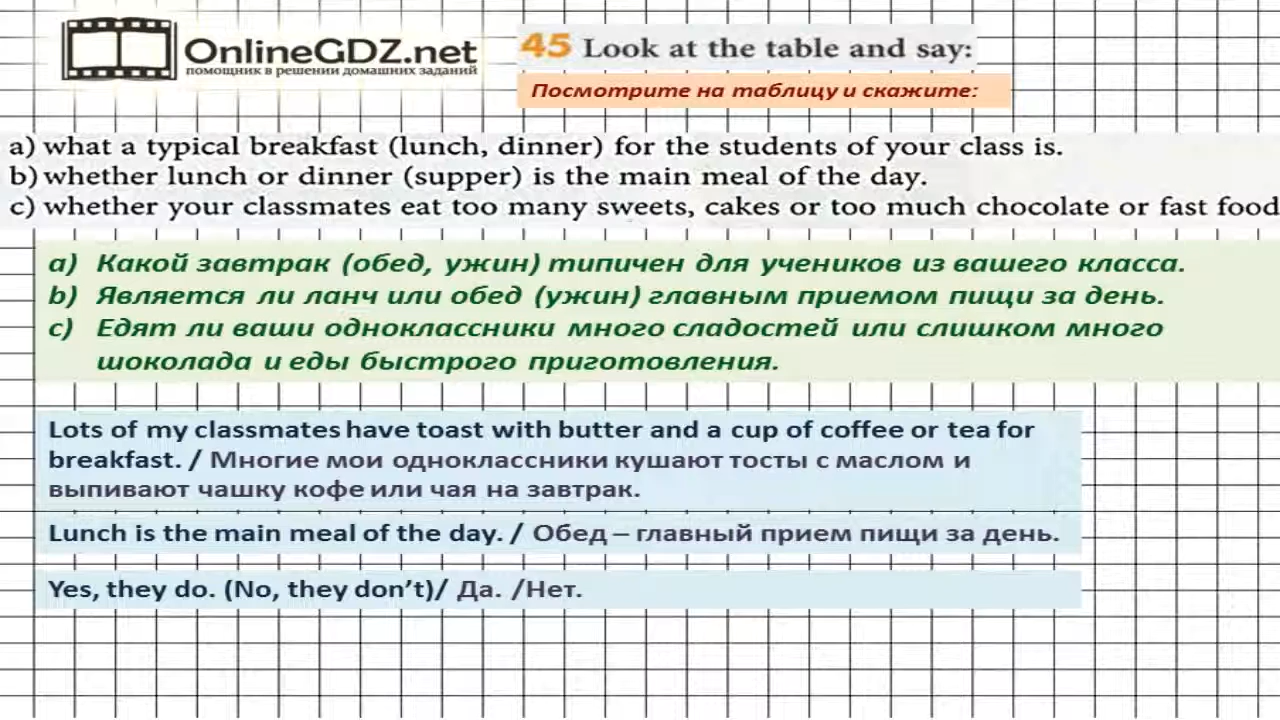 OnlineGDZ.net
помощник в решении домашних заданий
45 Look at the table and say:
Посмотрите на таблицу и скажите:
a) what a typical breakfast (lunch, dinner) for the students of your class is.
b) whether lunch or dinner (supper) is the main meal of the day.
c) whether your classmates eat too many sweets, cakes or too much chocolate or fast food
a) Какой завтрак (обед, ужин) типичен для учеников из вашего класса.
b) Является ли ланч или обед (ужин) главным приемом пищи за день.
c) Едят ли ваши одноклассники много сладостей или слишком много
шоколада и еды быстрого приготовления.
Lots of my classmates have toast with butter and a cup of coffee or tea for
breakfast. / Многие мои одноклассники кушают тосты с маслом и
выпивают чашку кофе или чая на завтрак.
Lunch is the main meal of the day. / Обед – главный прием пищи за день.
Yes, they do. (No, they don’t)/ Да. /Нет.